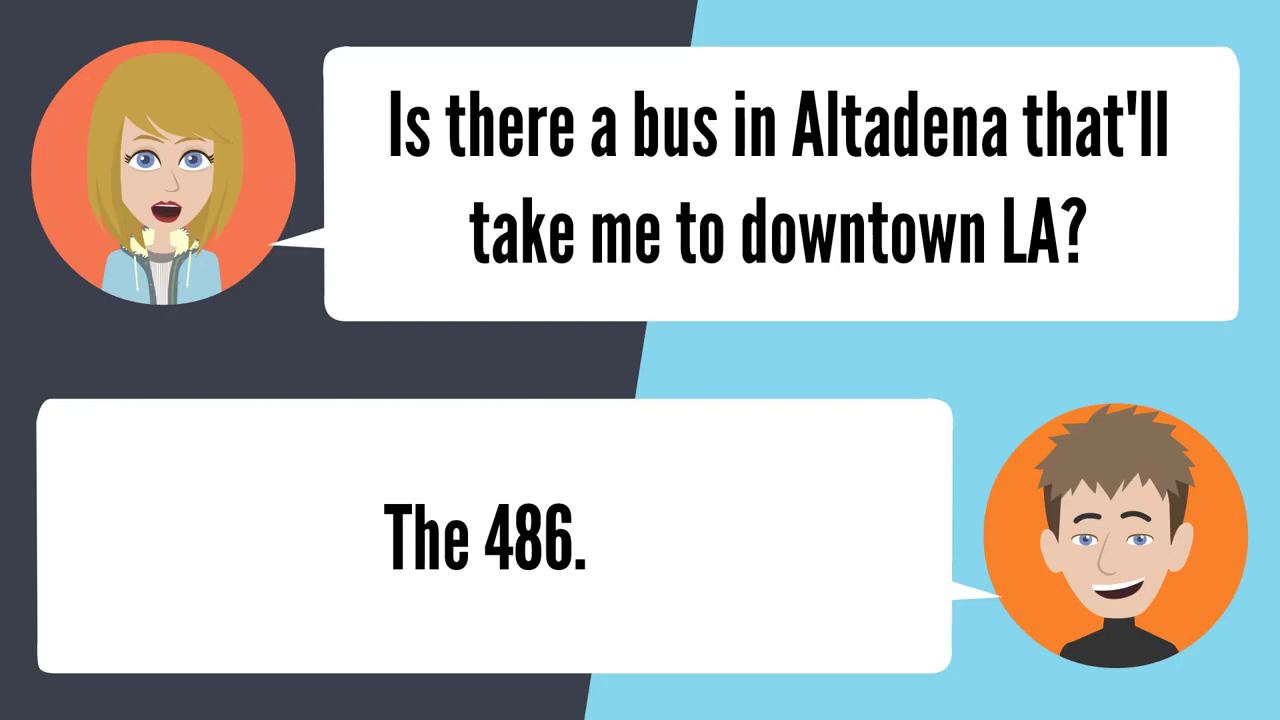 Is there a bus in Altadena that'll
take me to downtown LA?
The 486.